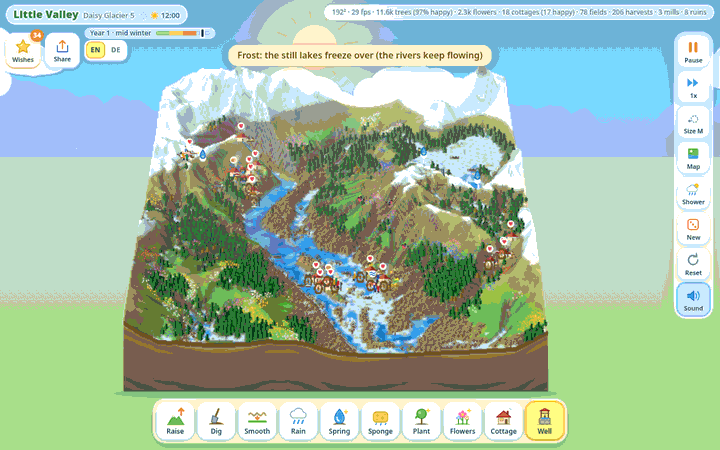 Little Valley Daisy Glacier 5 12:00
192² · 29 fps · 11.6k trees (97% happy) · 2.3k flowers · 18 cottages (17 happy) · 78 fields · 206 harvests · 3 mills · 8 ruins
Year 1 · mid winter
34
Wishes
Share
EN
DE
Frost: the still lakes freeze over (the rivers keep flowing)
Pause
1x
Size M
Map
Shower
New
Reset
Sound
Raise
Dig
Smooth
Rain
Spring
Sponge
Plant
Flowers
Cottage
Well